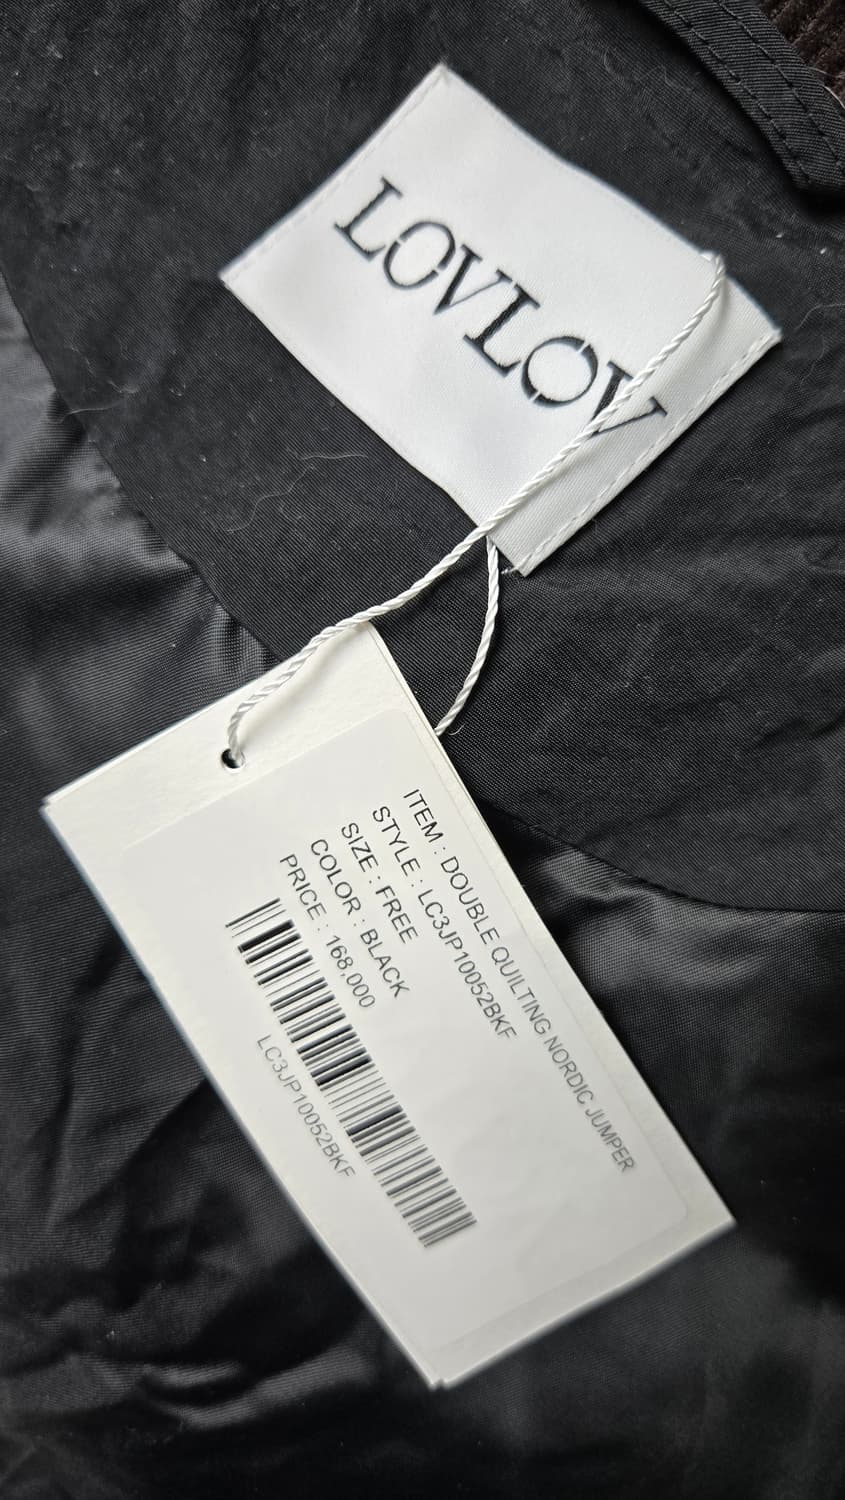 LOVLOV
ITEM : DOUBLE QUILTING NORDIC JUMPER
STYLE : LC3JP10052BKF
SIZE : FREE
COLOR : BLACK
PRICE : 168,000
LC3JP10052BKF